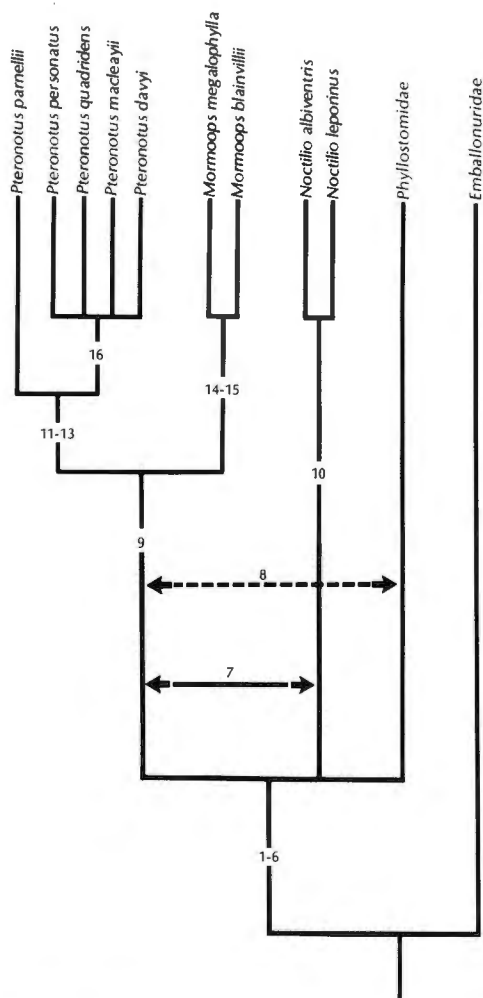 Pteronotus parnellii
Pteronotus personatus
Pteronotus quadridens
Pteronotus macleayii
Pteronotus davyi
Mormoops megalophylla
Mormoops blainvillii
Noctilio albiventris
Noctilio leporinus
Phyllostomidae
Emballonuridae
16
14-15
11-13
10
9
8
7
1-6